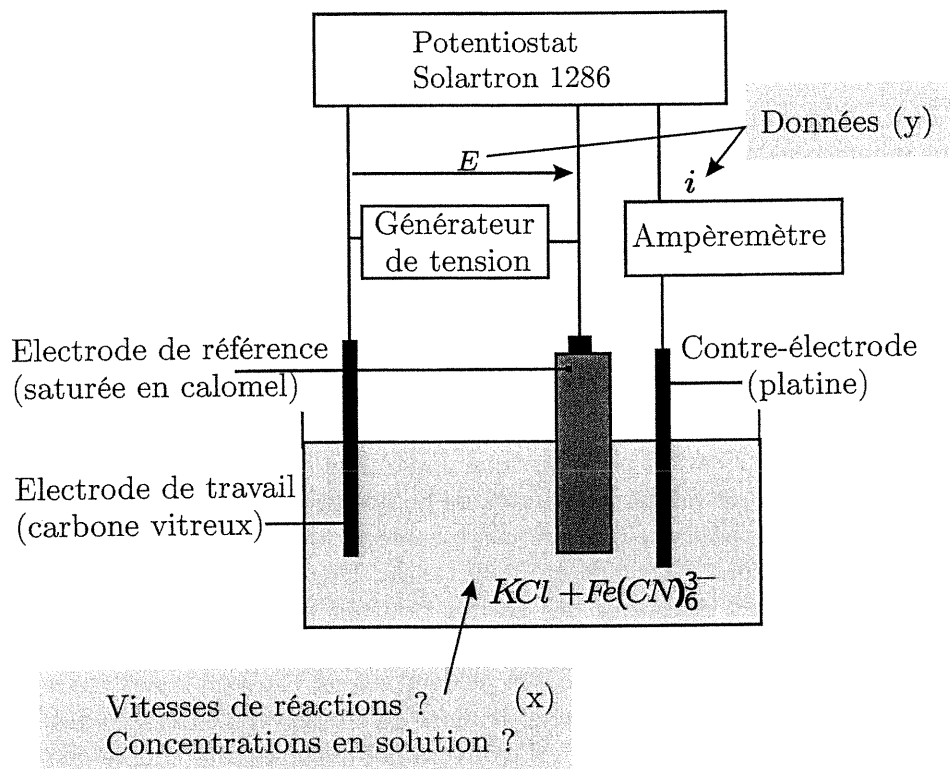 Potentiostat
Solartron 1286
Données (y)
E
i
Générateur
de tension
Ampèremètre
Electrode de référence
(saturée en calomel)
Contre-électrode
(platine)
Electrode de travail
(carbone vitreux)
KCl + Fe(CN)₆³⁻
Vitesses de réactions ? (x)
Concentrations en solution ?